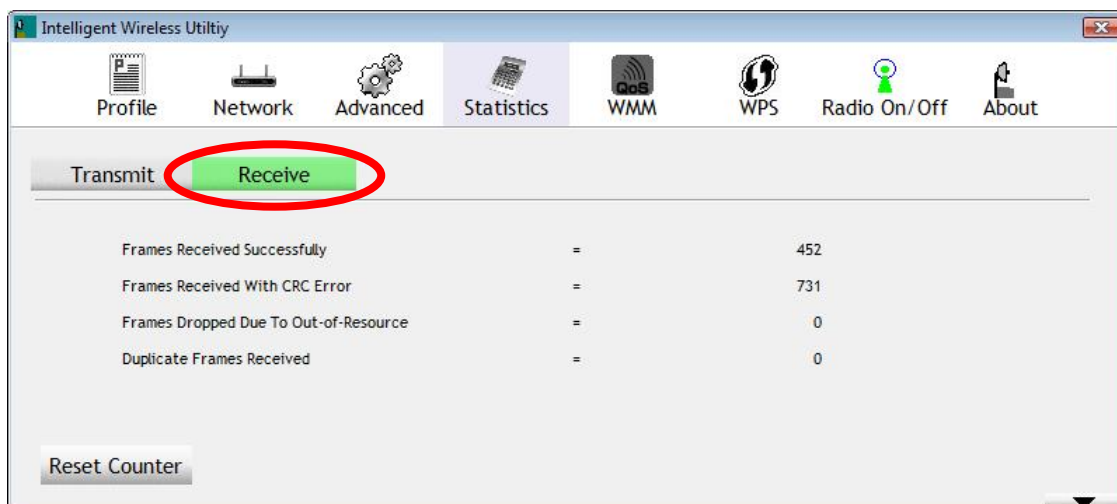 Intelligent Wireless Utiltiy
Profile Network Advanced Statistics QoS WMM WPS Radio On/Off About
Transmit Receive
Frames Received Successfully = 452
Frames Received With CRC Error = 731
Frames Dropped Due To Out-of-Resource = 0
Duplicate Frames Received = 0
Reset Counter